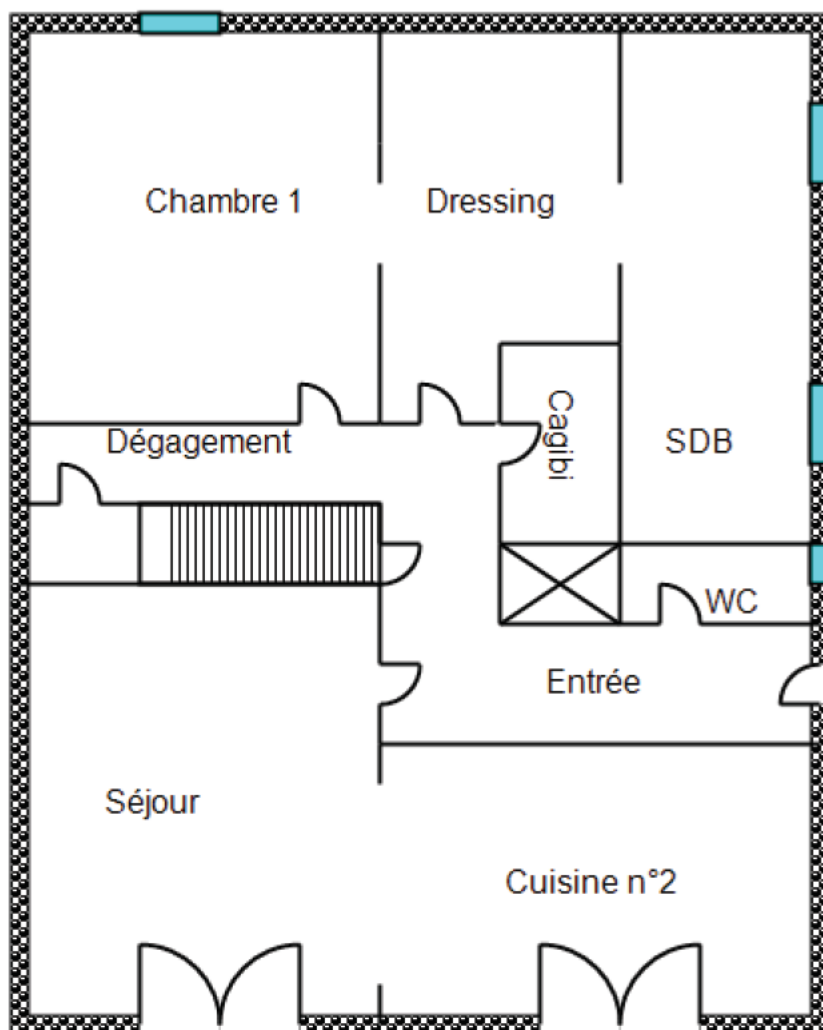 Chambre 1
Dressing
Dégagement
Cagibi
SDB
WC
Entrée
Séjour
Cuisine n°2